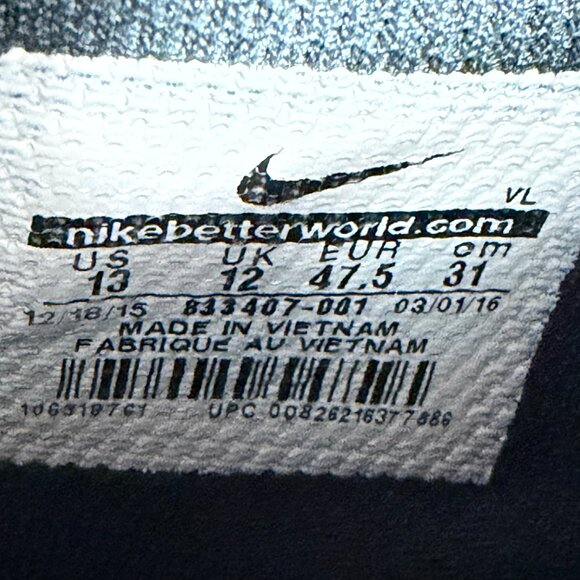 VL
nikebetterworld.com
US UK EUR cm
13 12 47.5 31
12/18/15 833407-001 03/01/16
MADE IN VIETNAM
FABRIQUE AU VIETNAM
UPC